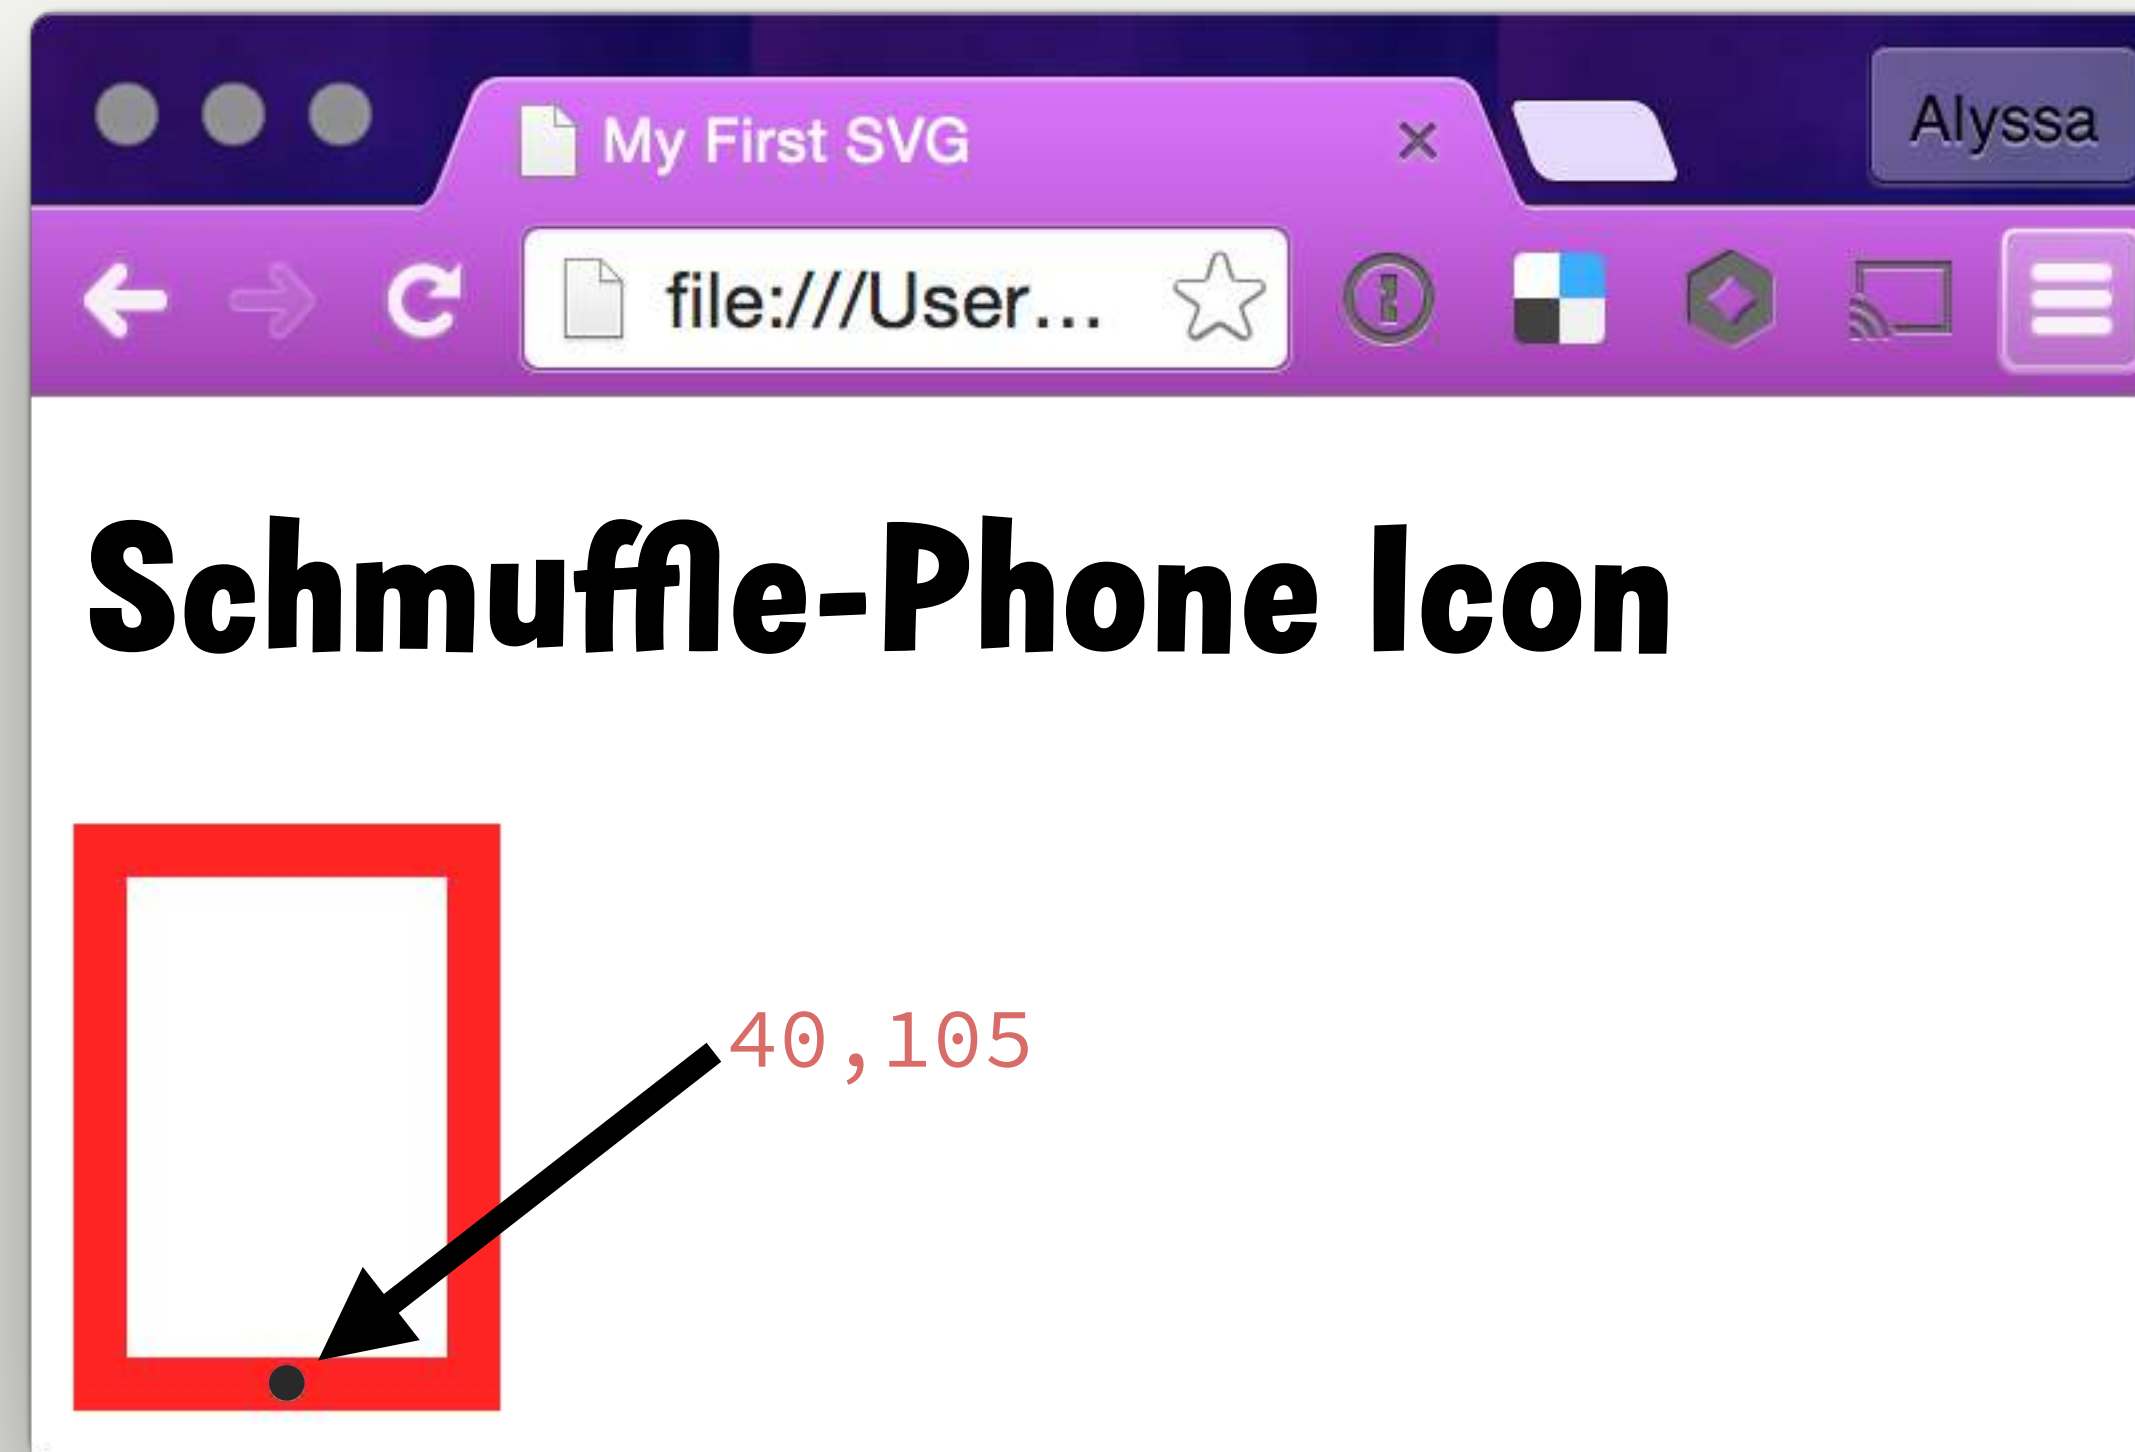 My First SVG
Alyssa
file:///User...
Schmuffle-Phone Icon
40,105